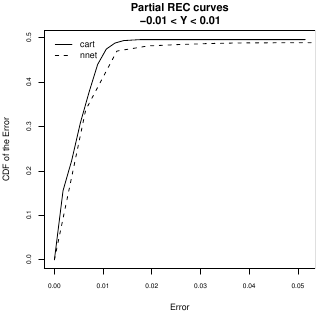 Partial REC curves
−0.01 < Y < 0.01
cart
nnet
CDF of the Error
0.5
0.4
0.3
0.2
0.1
0.0
0.00 0.01 0.02 0.03 0.04 0.05
Error